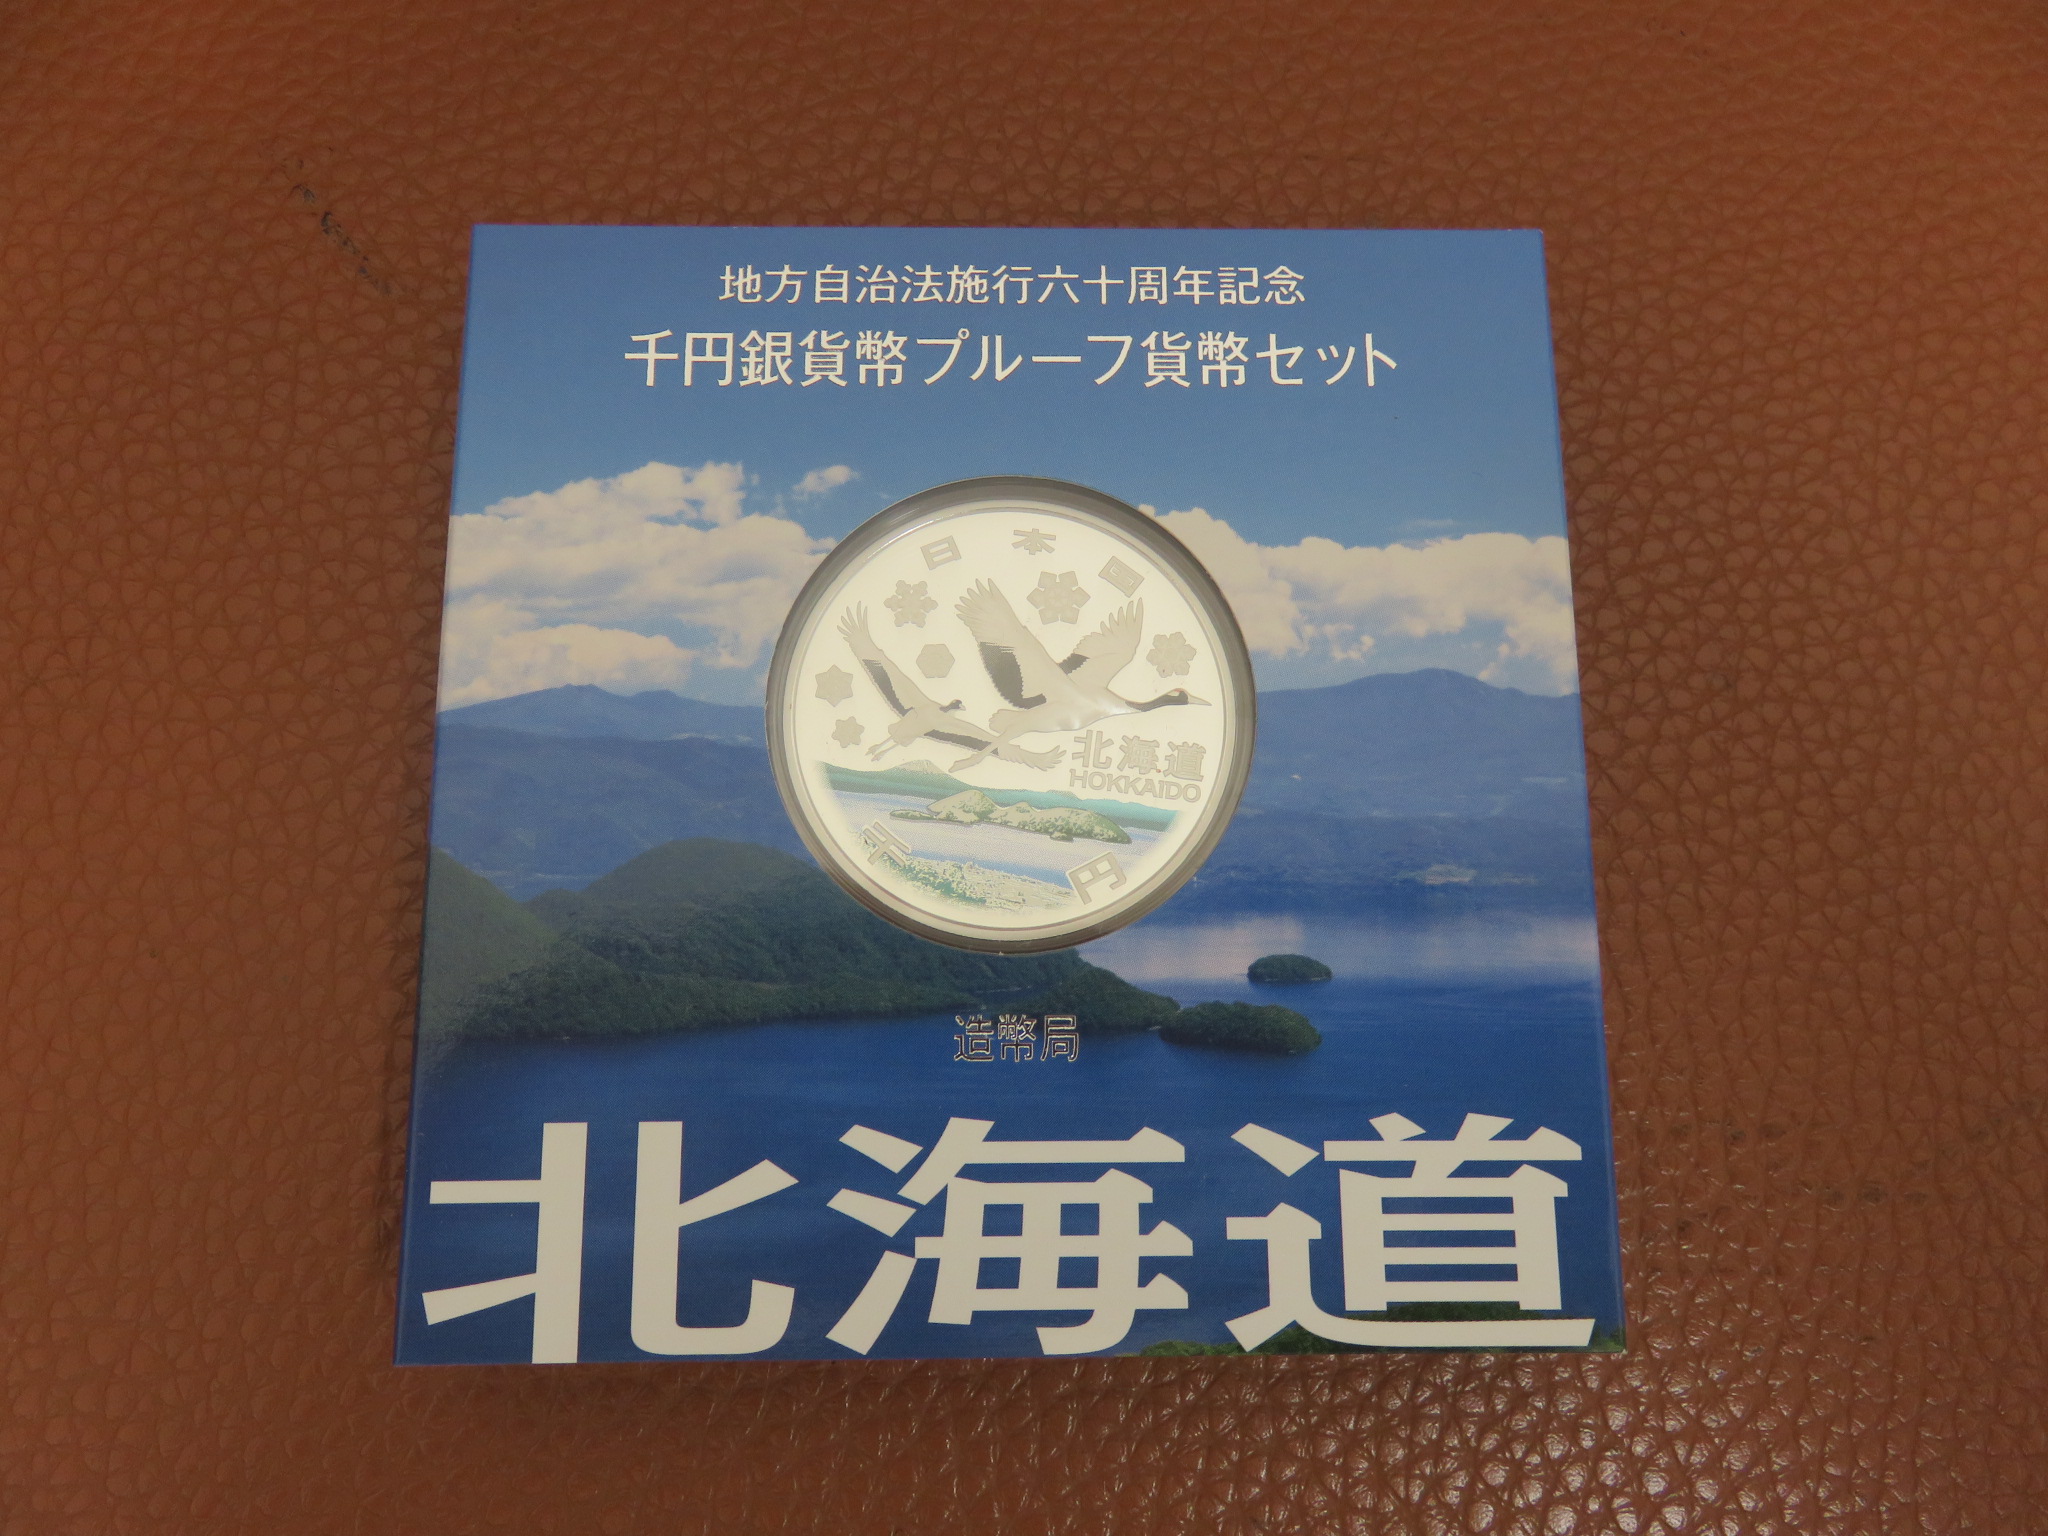 地方自治法施行六十周年記念
千円銀貨幣プルーフ貨幣セット
日本国
北海道
HOKKAIDO
千円
造幣局
北海道